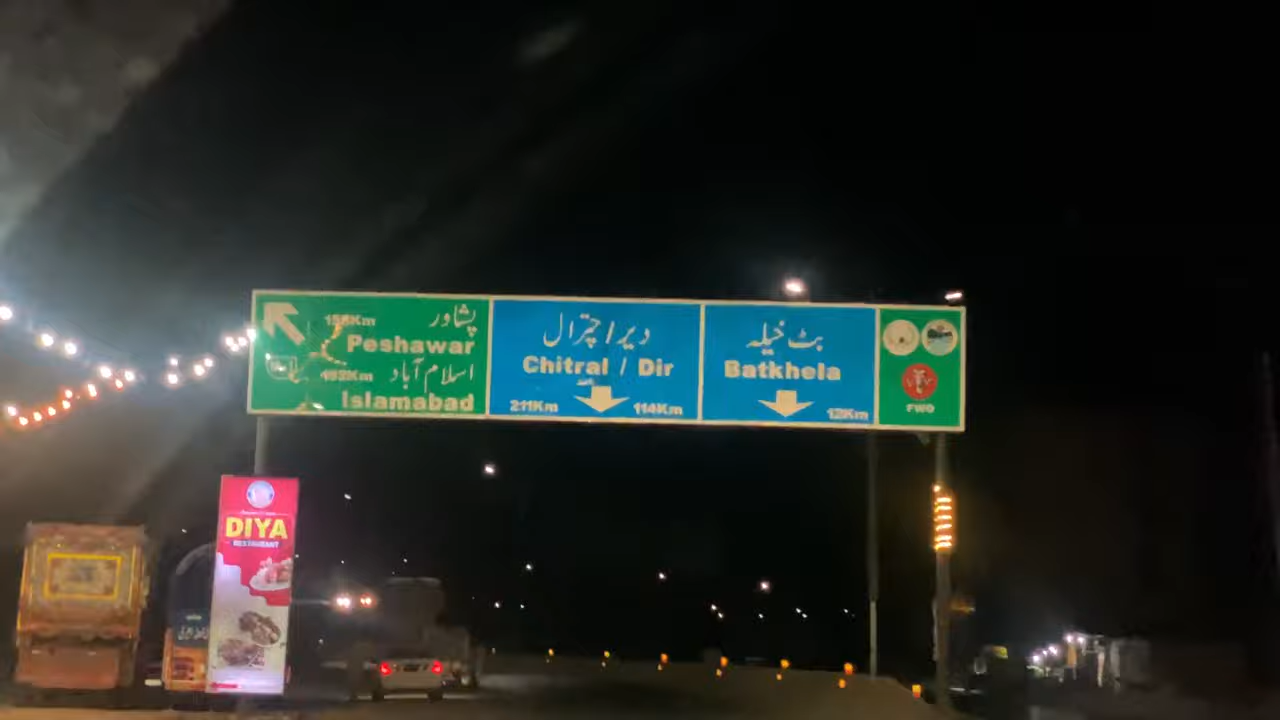 پشاور
Peshawar
اسلام آباد
Islamabad
دیر / چترال
Chitral / Dir
211Km 114Km
بٹ خیلہ
Batkhela
12Km
FWO
DIYA
RESTAURANT